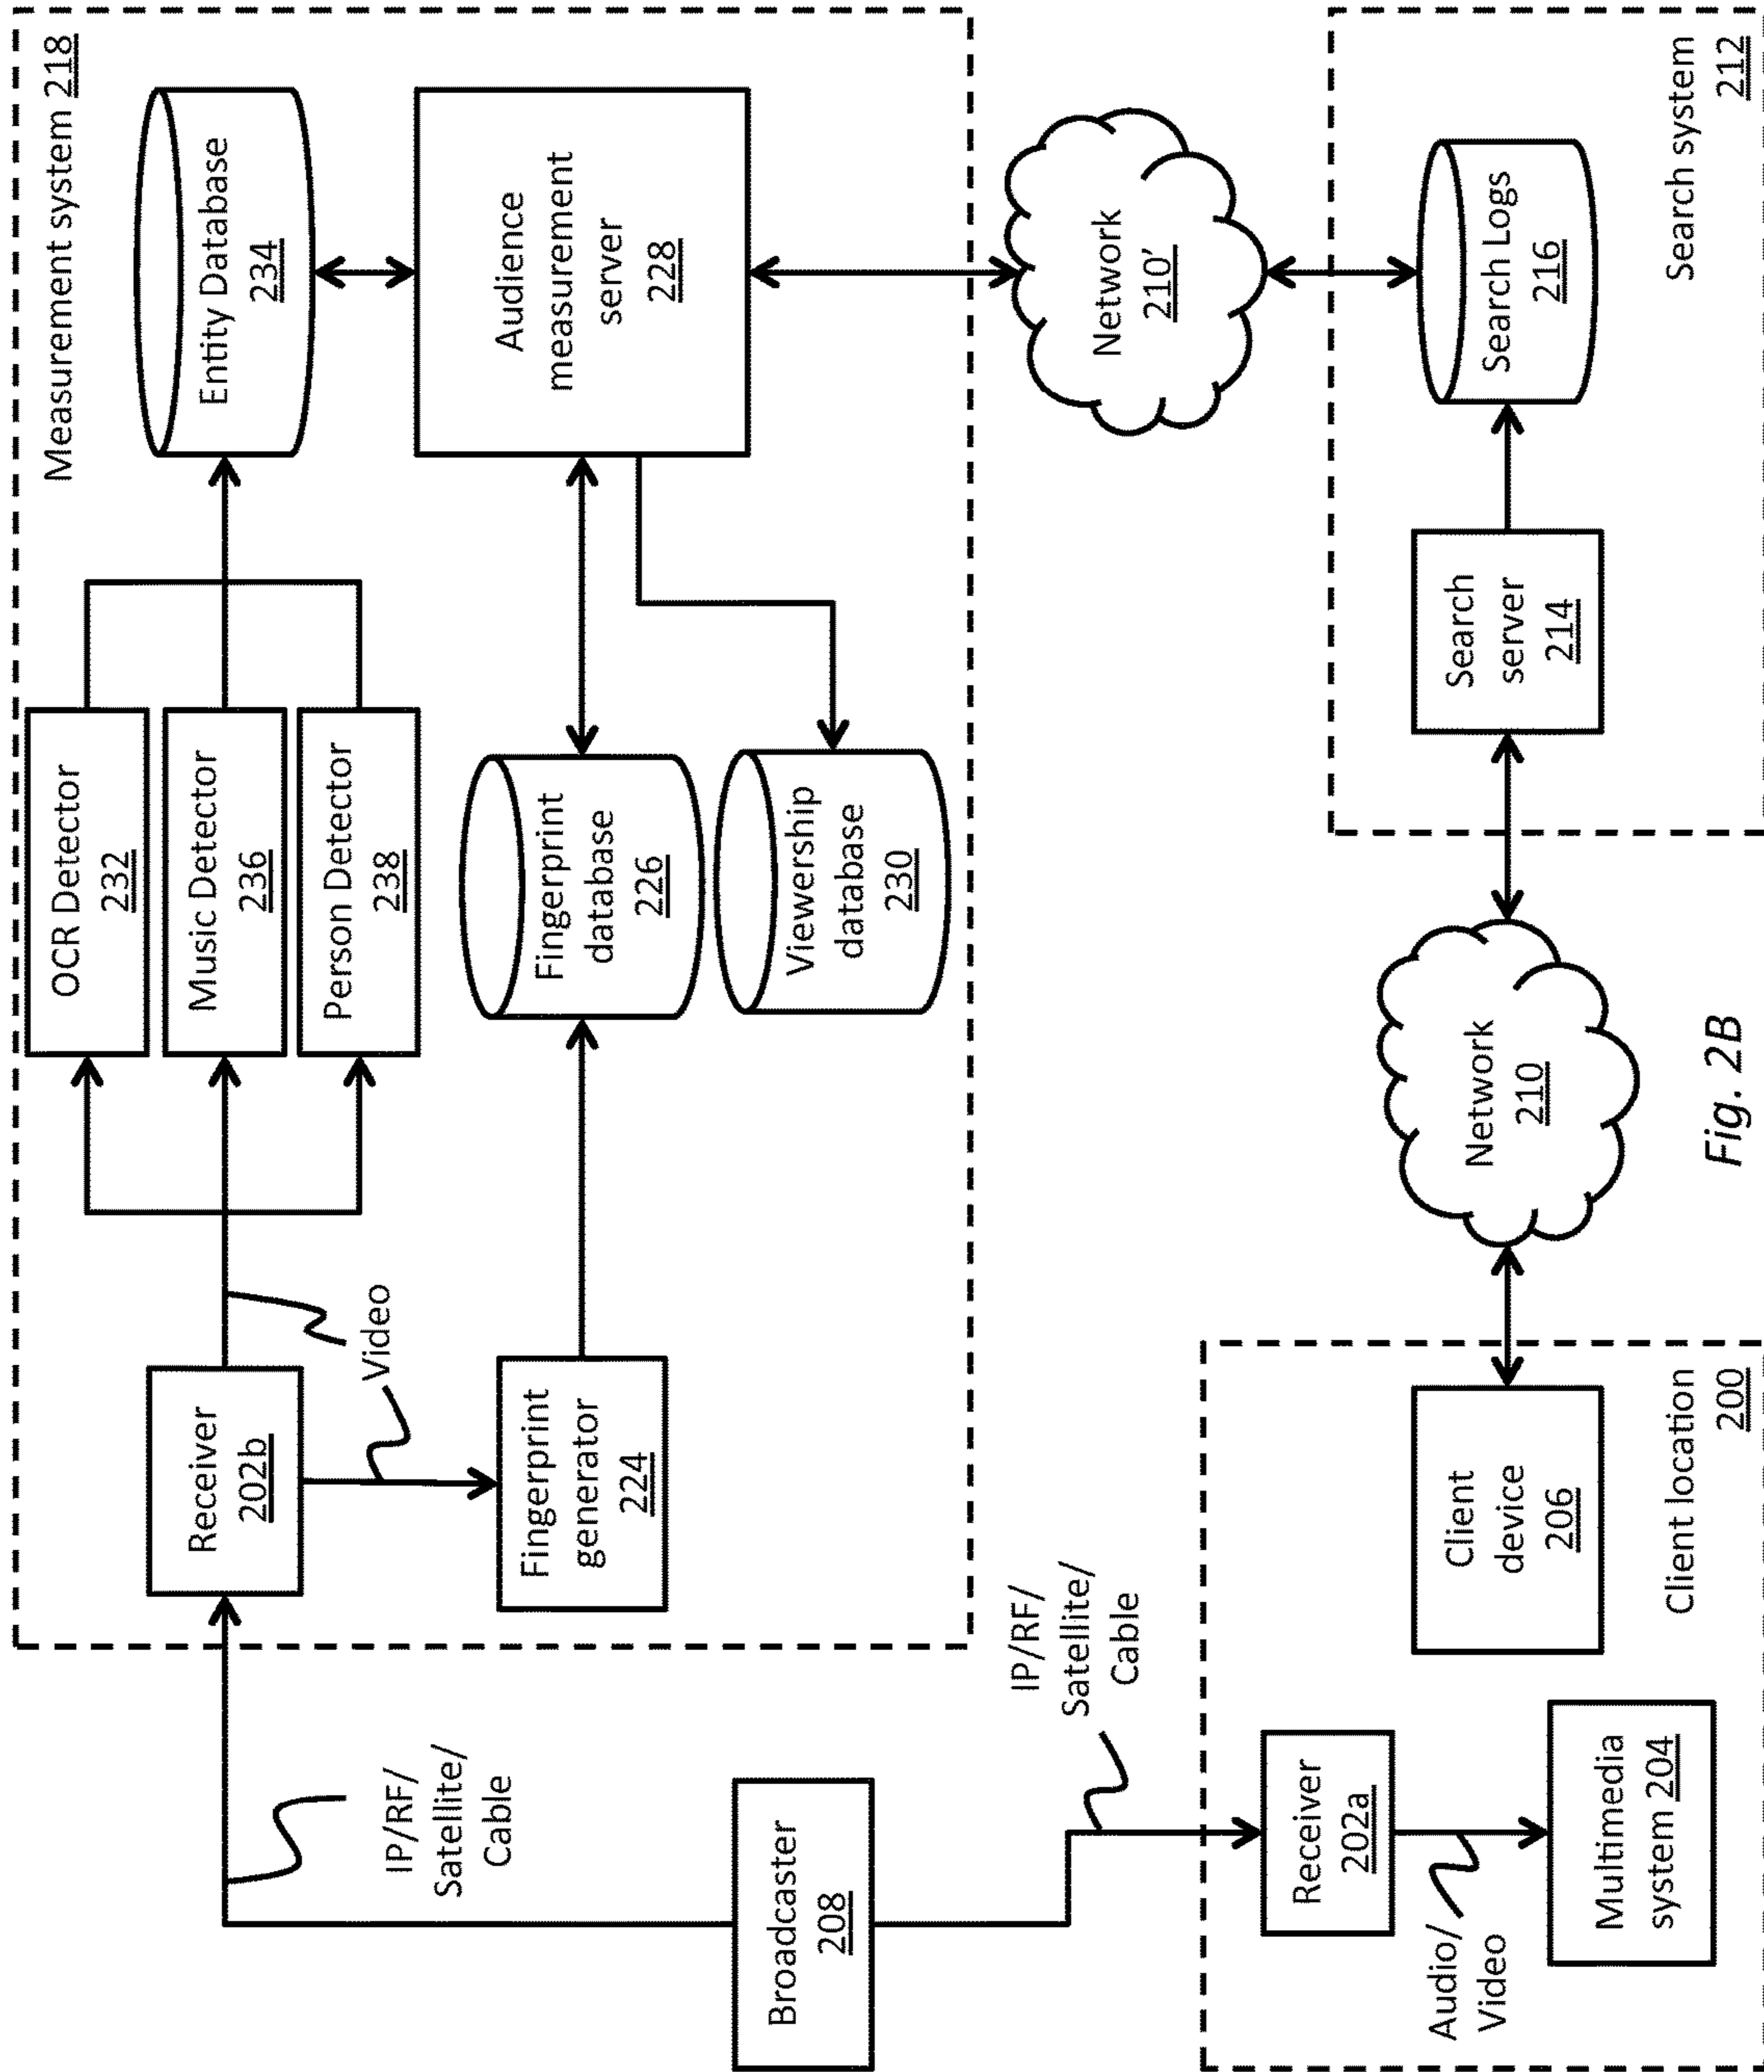 Measurement system 218
OCR Detector
232
Music Detector
236
Person Detector
238
Entity Database
234
Receiver
202b
Video
Fingerprint
generator
224
Fingerprint
database
226
Viewership
database
230
Audience
measurement
server
228
IP/RF/
Satellite/
Cable
Broadcaster
208
IP/RF/
Satellite/
Cable
Network
210’
Receiver
202a
Audio/
Video
Multimedia
system 204
Client
device
206
Client location
200
Network
210
Search
server
214
Search Logs
216
Search system
212
Fig. 2B